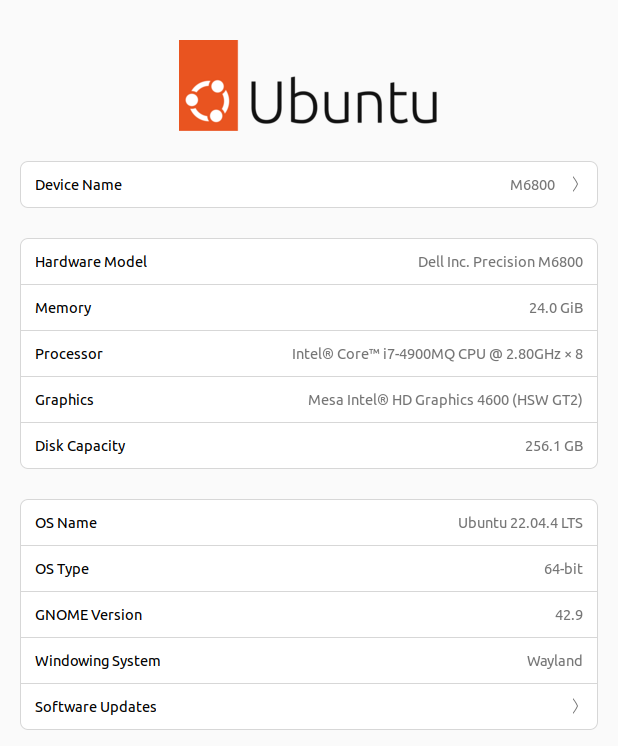 Ubuntu
Device Name M6800
Hardware Model Dell Inc. Precision M6800
Memory 24.0 GiB
Processor Intel® Core™ i7-4900MQ CPU @ 2.80GHz × 8
Graphics Mesa Intel® HD Graphics 4600 (HSW GT2)
Disk Capacity 256.1 GB
OS Name Ubuntu 22.04.4 LTS
OS Type 64-bit
GNOME Version 42.9
Windowing System Wayland
Software Updates